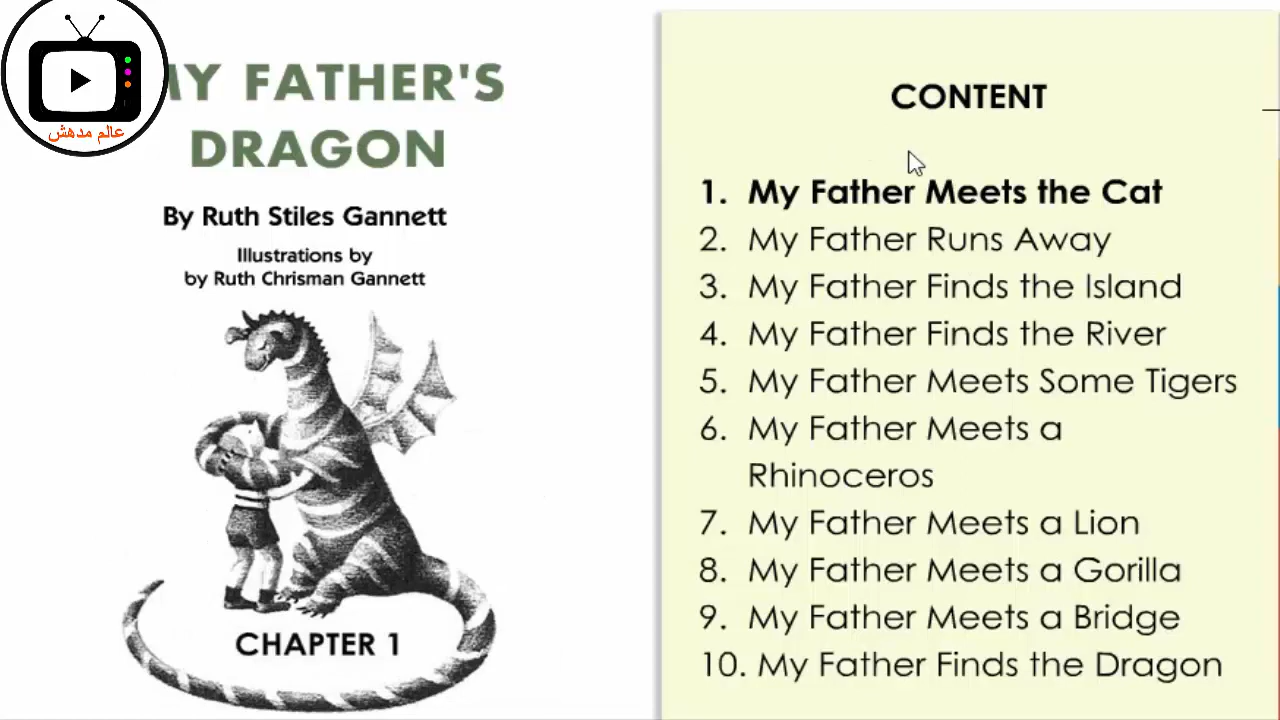 عالم مدهش
MY FATHER'S
DRAGON
By Ruth Stiles Gannett
Illustrations by
by Ruth Chrisman Gannett
CHAPTER 1
CONTENT
1. My Father Meets the Cat
2. My Father Runs Away
3. My Father Finds the Island
4. My Father Finds the River
5. My Father Meets Some Tigers
6. My Father Meets a
Rhinoceros
7. My Father Meets a Lion
8. My Father Meets a Gorilla
9. My Father Meets a Bridge
10. My Father Finds the Dragon